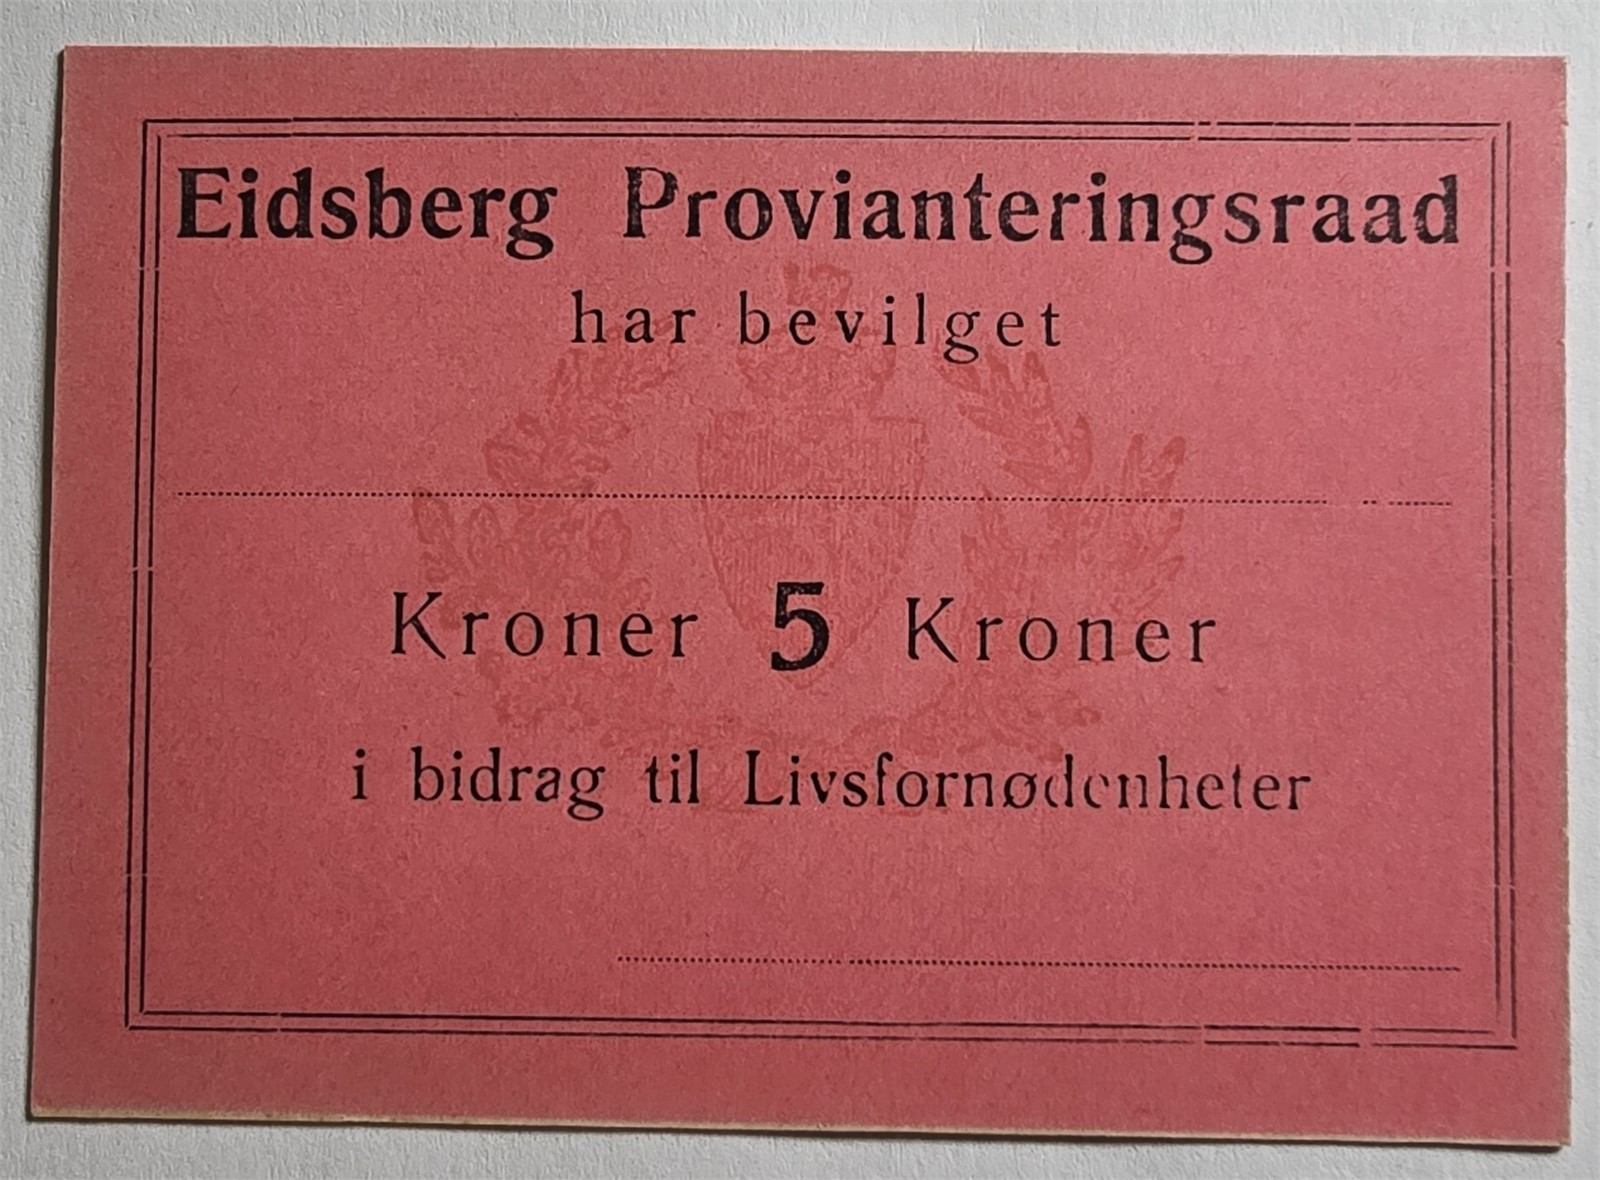 Eidsberg Provianteringsraad
har bevilget
Kroner 5 Kroner
i bidrag til Livsfornødenheter